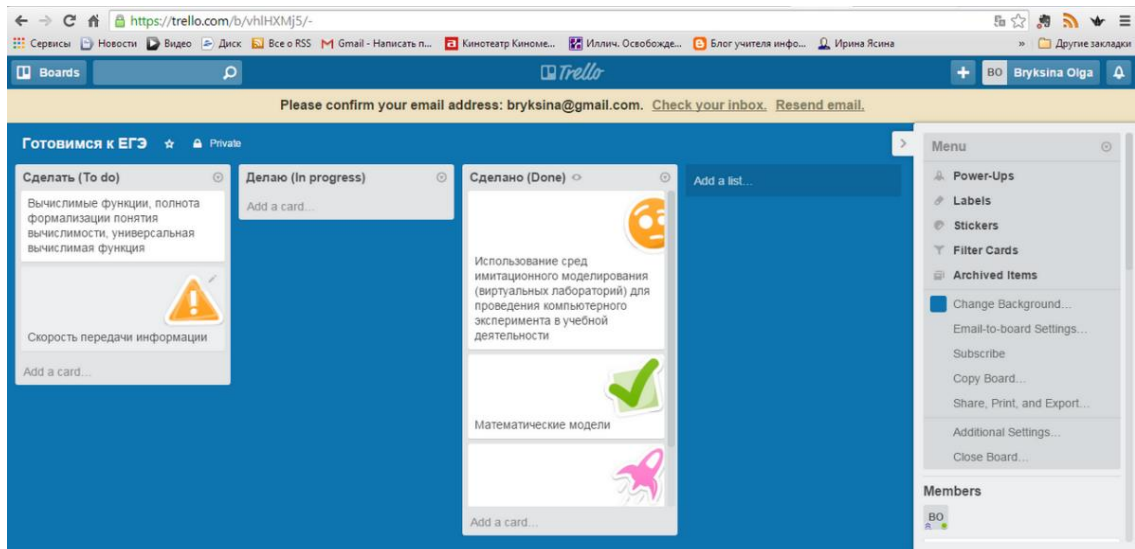 https://trello.com/b/vhlHXMj5/-
Сервисы Новости Видео Диск Все о RSS Gmail - Написать п... Кинотеатр Киноме... Иллич. Освобожде... Блог учителя инфо... Ирина Ясина » Другие закладки
Boards Trello + BO Bryksina Olga
Please confirm your email address: bryksina@gmail.com. Check your inbox. Resend email.
Готовимся к ЕГЭ Private
Сделать (To do)
Вычислимые функции, полнота
формализации понятия
вычислимости, универсальная
вычислимая функция
Скорость передачи информации
Add a card...
Делаю (In progress)
Add a card...
Сделано (Done)
Использование сред
имитационного моделирования
(виртуальных лабораторий) для
проведения компьютерного
эксперимента в учебной
деятельности
Математические модели
Add a card...
Add a list...
Menu
Power-Ups
Labels
Stickers
Filter Cards
Archived Items
Change Background...
Email-to-board Settings...
Subscribe
Copy Board...
Share, Print, and Export...
Additional Settings...
Close Board...
Members
BO